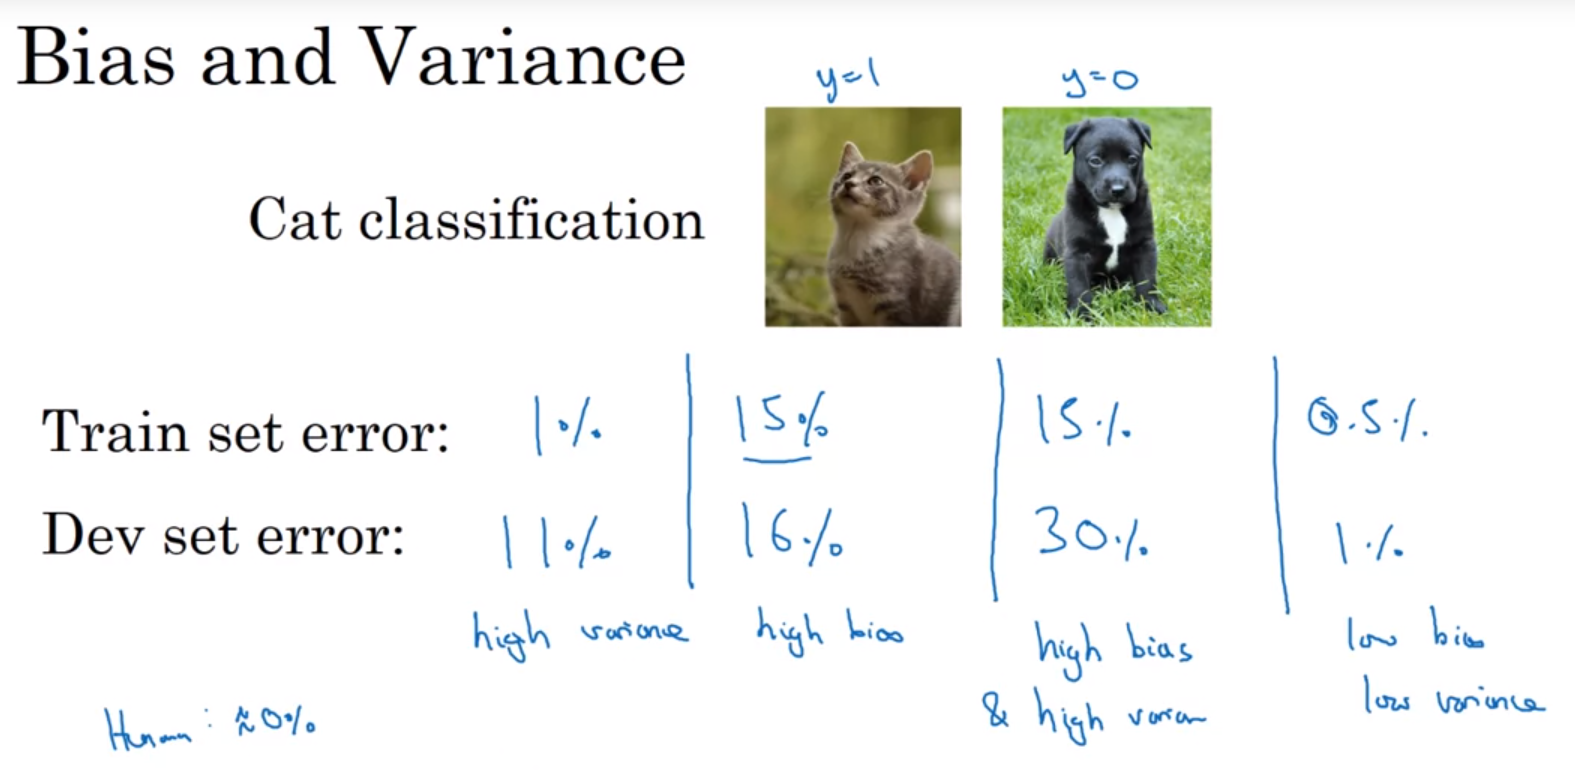 Bias and Variance
y=1 y=0
Cat classification
Train set error: 1% 15% 15% 0.5%
Dev set error: 11% 16% 30% 1%
high variance high bias high bias low bias
& high varian low variance
Human: ≈0%